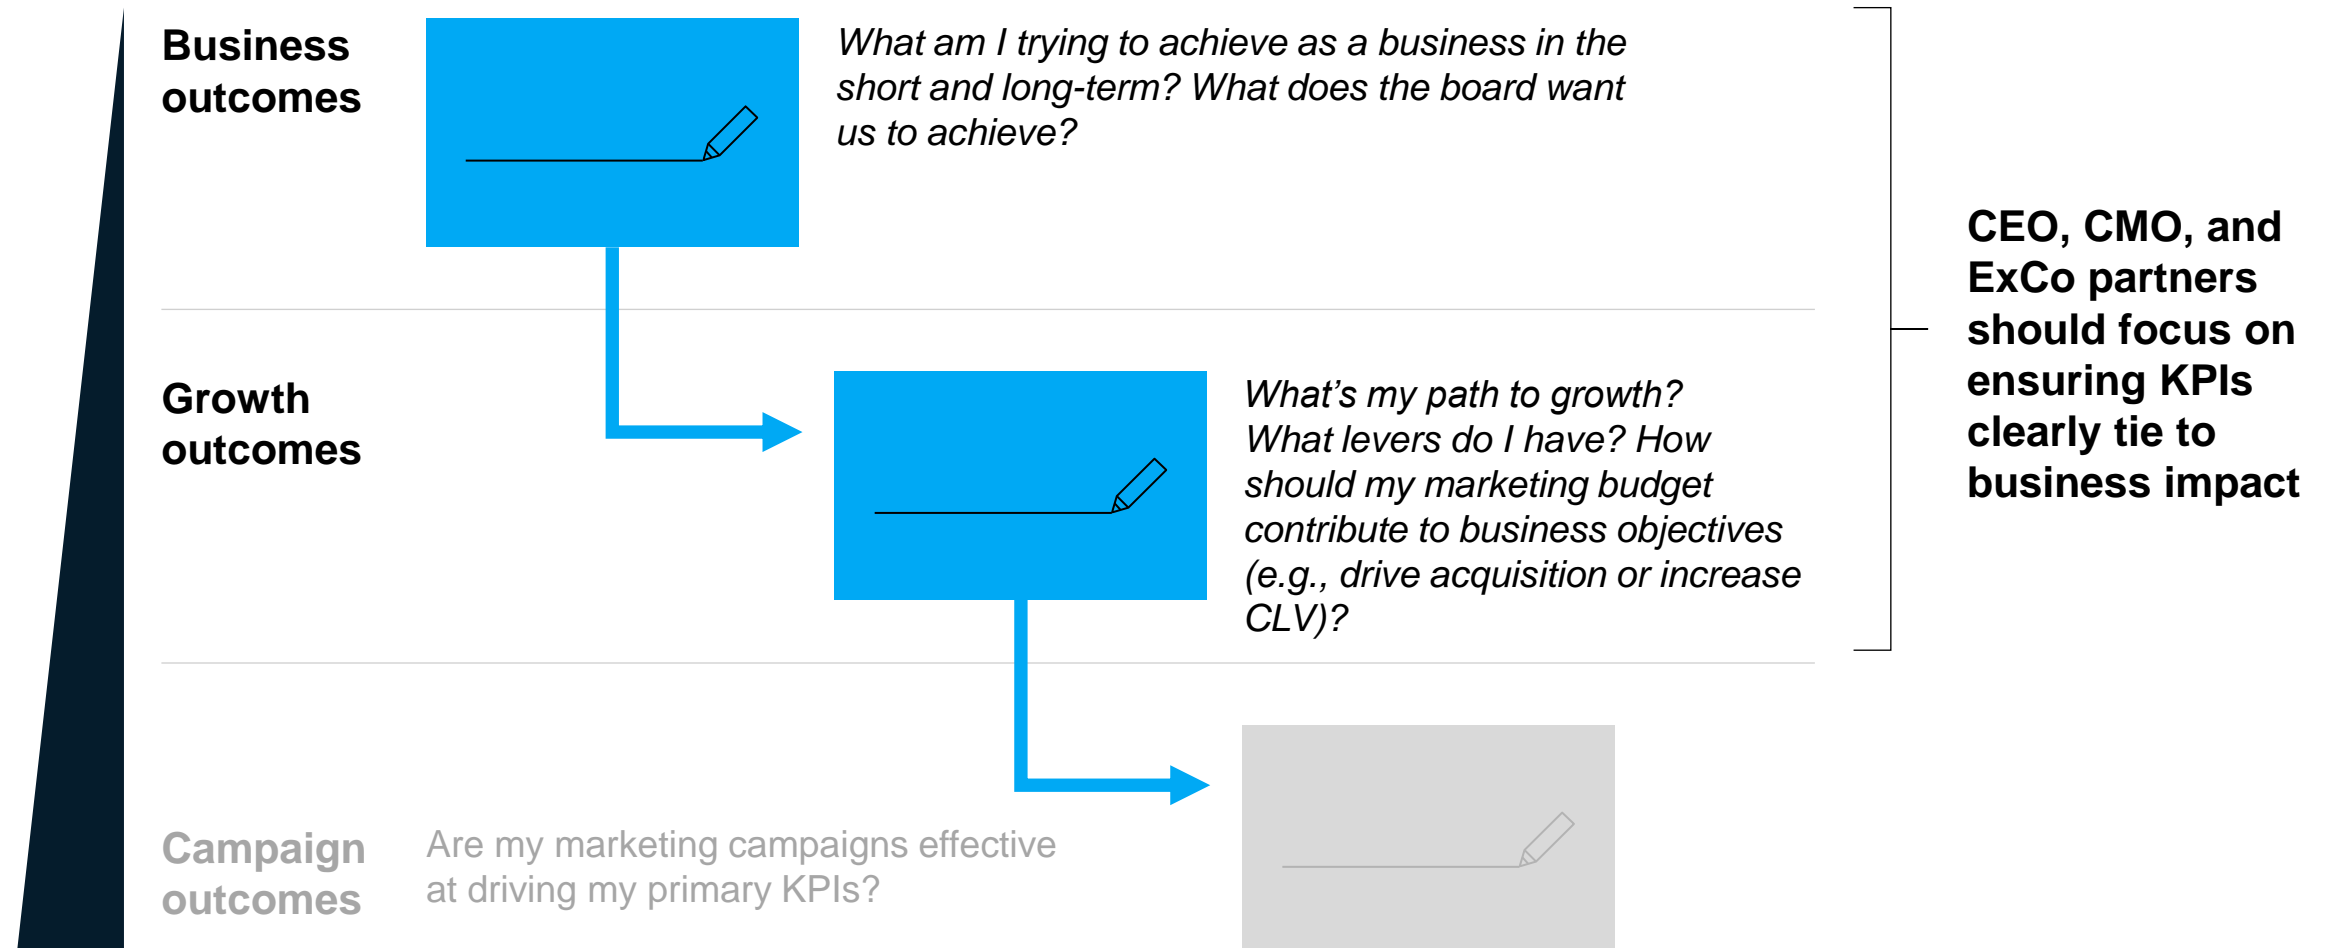 Business
outcomes
What am I trying to achieve as a business in the
short and long-term? What does the board want
us to achieve?
Growth
outcomes
What’s my path to growth?
What levers do I have? How
should my marketing budget
contribute to business objectives
(e.g., drive acquisition or increase
CLV)?
Campaign
outcomes
Are my marketing campaigns effective
at driving my primary KPIs?
CEO, CMO, and
ExCo partners
should focus on
ensuring KPIs
clearly tie to
business impact